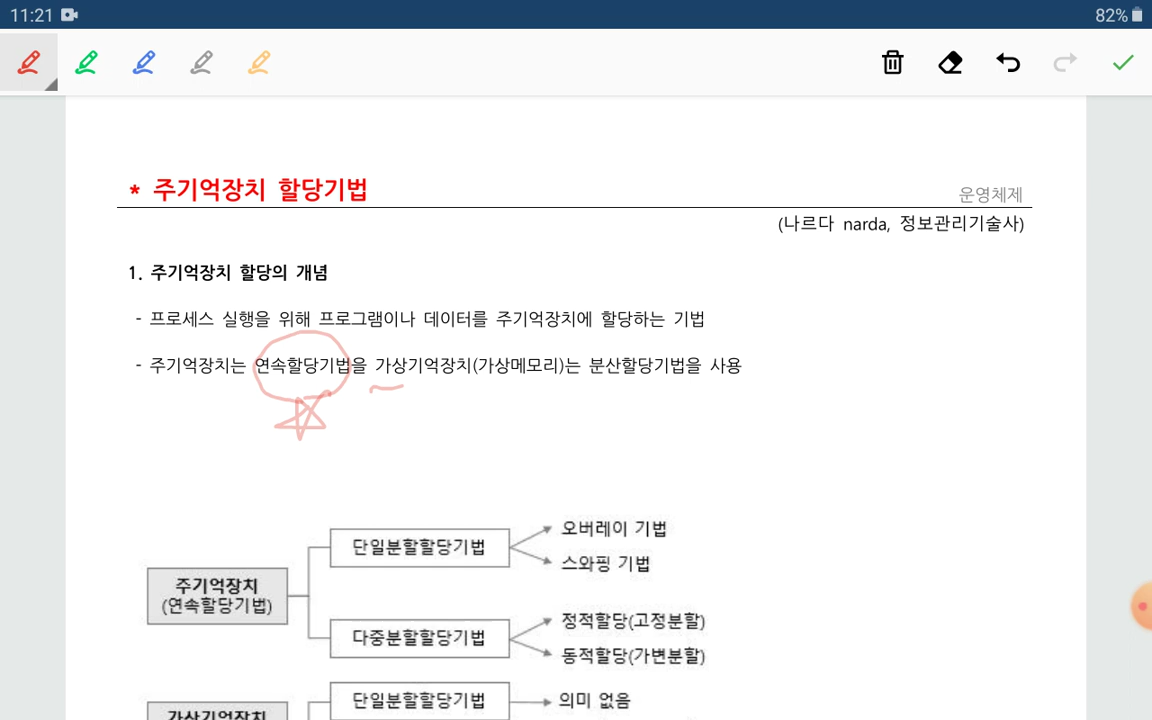 11:21
82%
* 주기억장치 할당기법
운영체제
(나르다 narda, 정보관리기술사)
1. 주기억장치 할당의 개념
- 프로세스 실행을 위해 프로그램이나 데이터를 주기억장치에 할당하는 기법
- 주기억장치는 연속할당기법을 가상기억장치(가상메모리)는 분산할당기법을 사용
주기억장치
(연속할당기법)
단일분할할당기법
오버레이 기법
스와핑 기법
다중분할할당기법
정적할당(고정분할)
동적할당(가변분할)
가상기억장치
단일분할할당기법
의미 없음